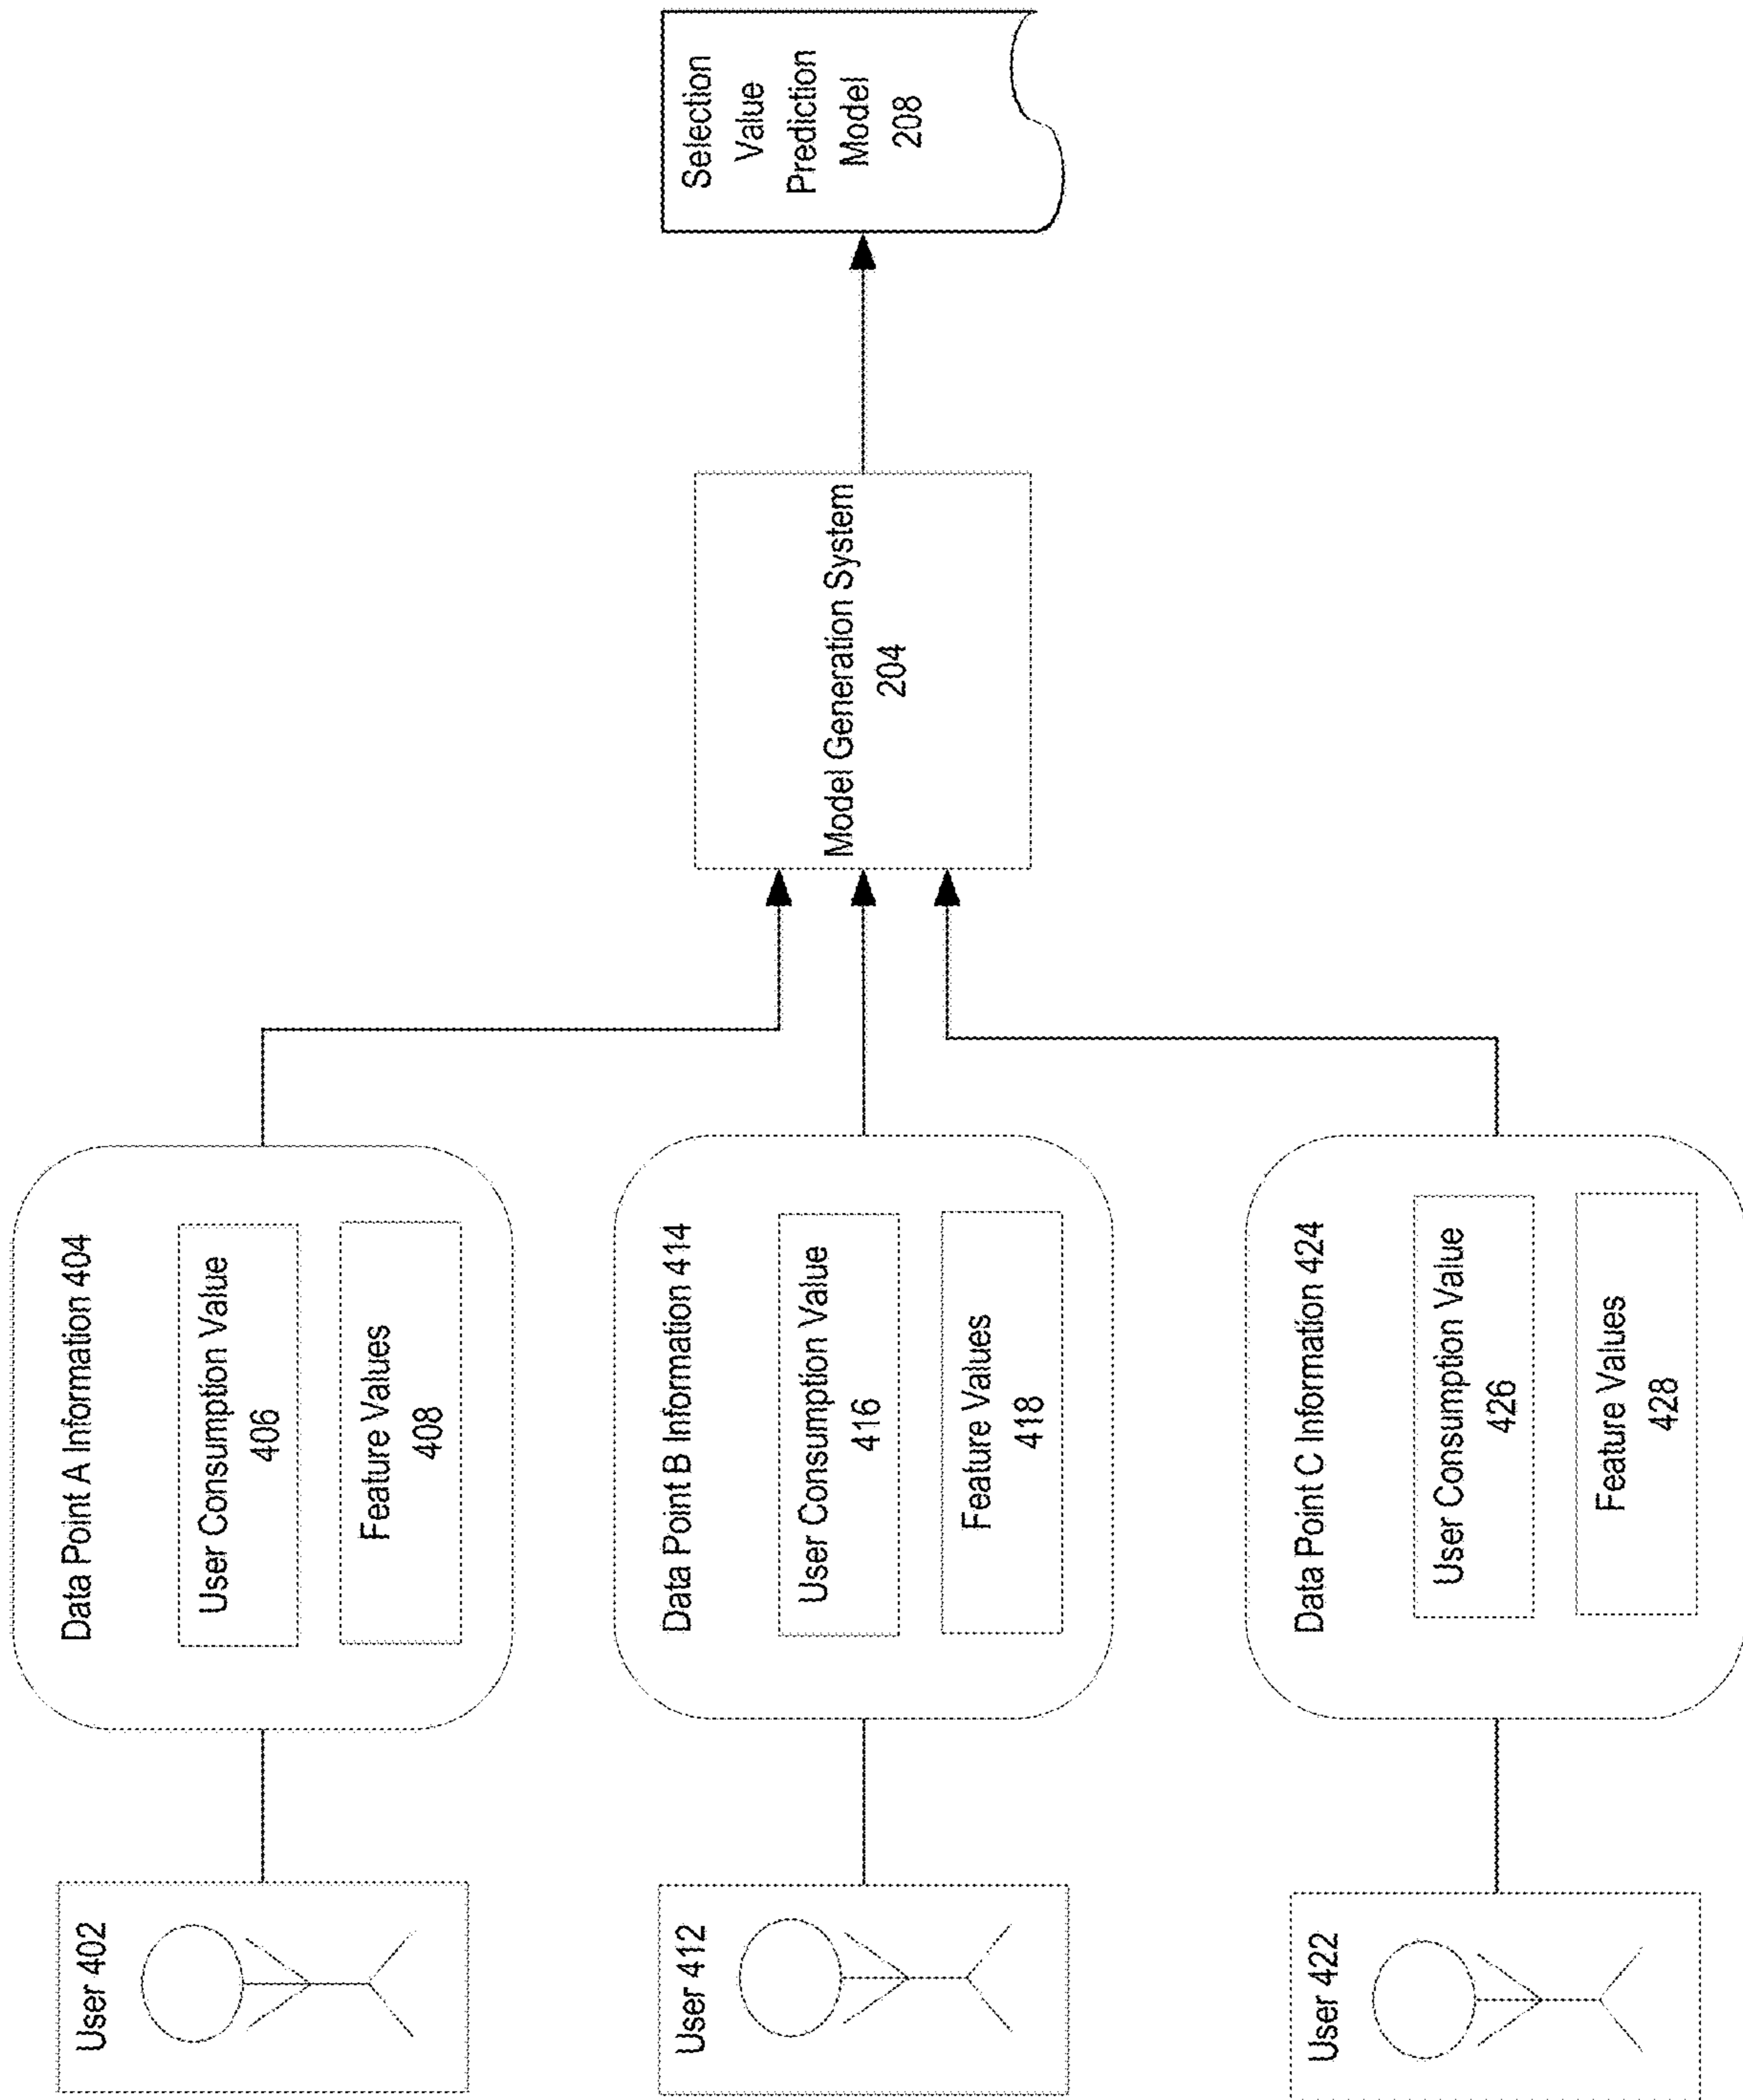 User 402
Data Point A Information 404
User Consumption Value
406
Feature Values
408
User 412
Data Point B Information 414
User Consumption Value
416
Feature Values
418
User 422
Data Point C Information 424
User Consumption Value
426
Feature Values
428
Model Generation System
204
Selection
Value
Prediction
Model
208